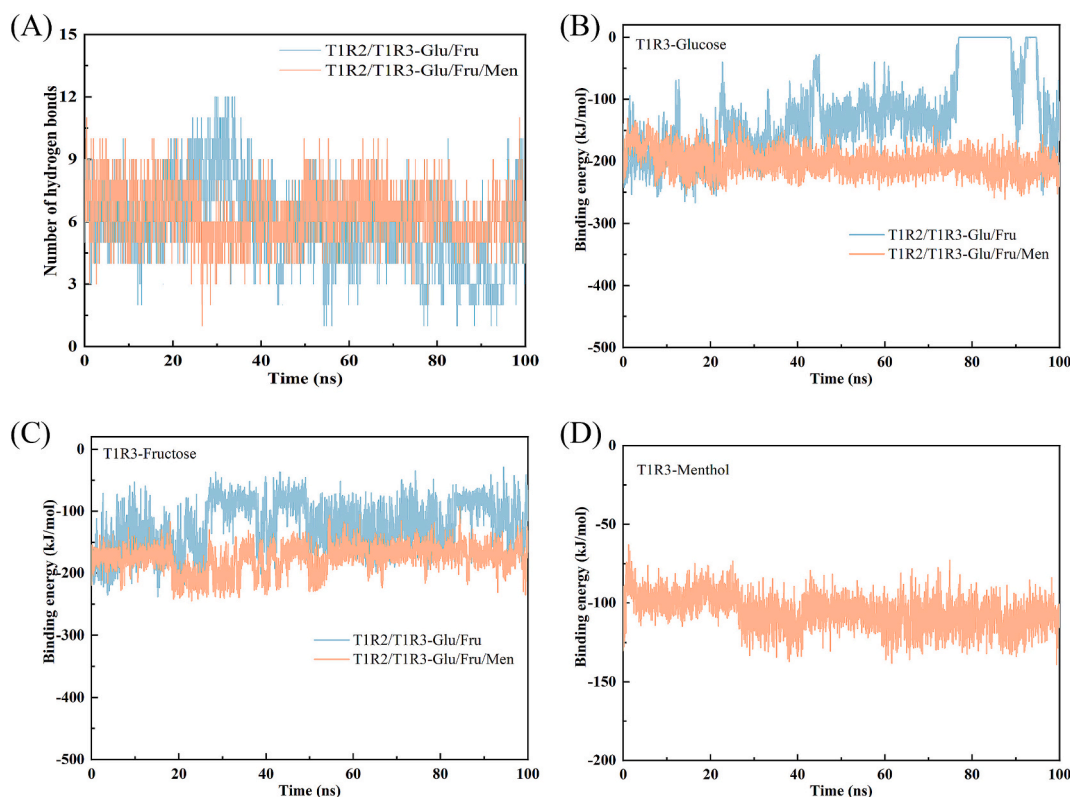 (A)
15
12
9
6
3
0
Number of hydrogen bonds
T1R2/T1R3-Glu/Fru
T1R2/T1R3-Glu/Fru/Men
0 20 40 60 80 100
Time (ns)
(B)
T1R3-Glucose
0
-100
-200
-300
-400
-500
Binding energy (kJ/mol)
T1R2/T1R3-Glu/Fru
T1R2/T1R3-Glu/Fru/Men
0 20 40 60 80 100
Time (ns)
(C)
T1R3-Fructose
0
-100
-200
-300
-400
-500
Binding energy (kJ/mol)
T1R2/T1R3-Glu/Fru
T1R2/T1R3-Glu/Fru/Men
0 20 40 60 80 100
Time (ns)
(D)
T1R3-Menthol
0
-50
-100
-150
-200
Binding energy (kJ/mol)
0 20 40 60 80 100
Time (ns)